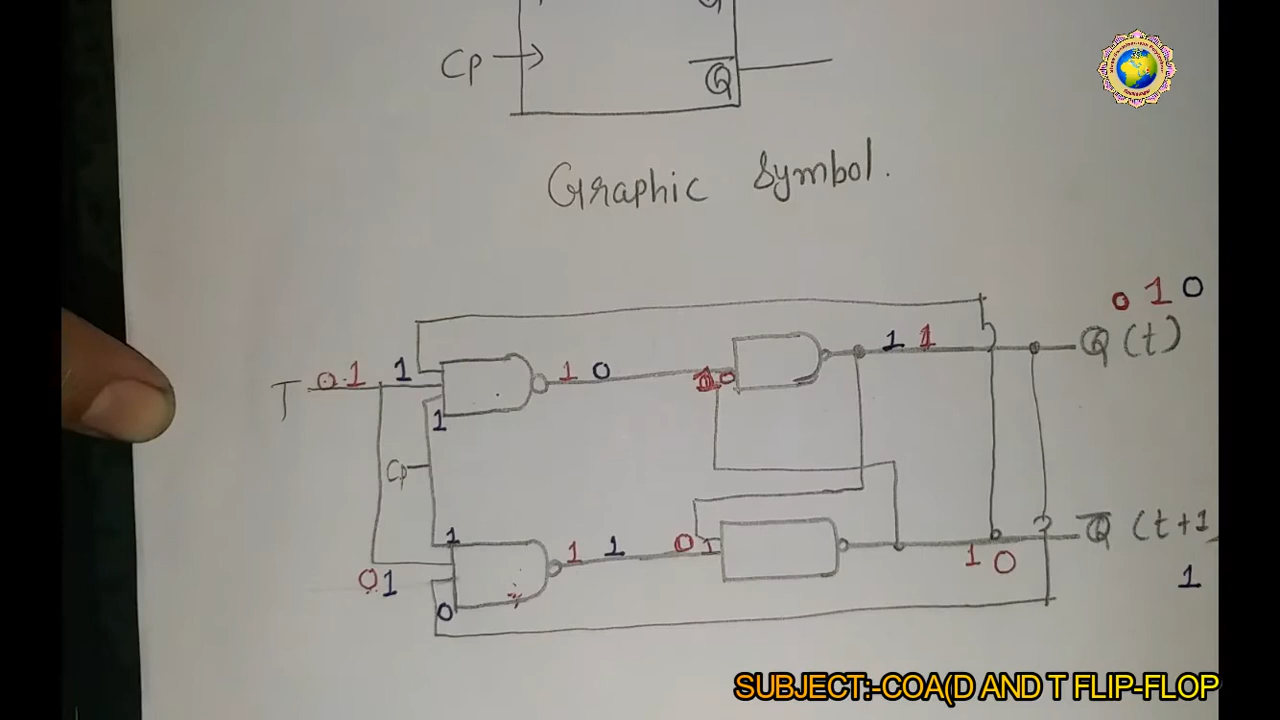 Cp
Q̅
Graphic Symbol.
0 1 0
T 0 1 1
1 0
1 0
1 1
Q(t)
1
Cp
1
0 1
0
1 1
0 1
1 0
Q̅ (t+1)
1
SUBJECT:-COA(D AND T FLIP-FLOP